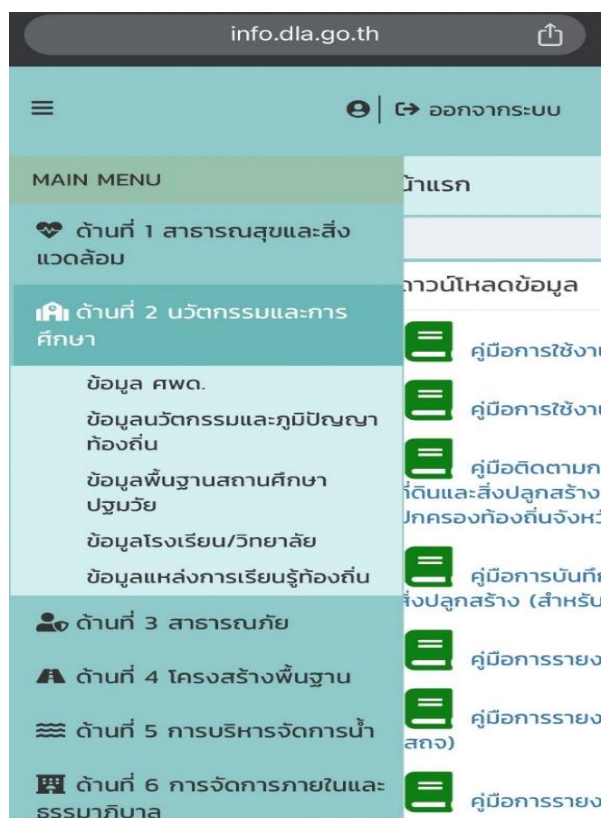 info.dla.go.th
ออกจากระบบ
MAIN MENU
ด้านที่ 1 สาธารณสุขและสิ่ง
แวดล้อม
ด้านที่ 2 นวัตกรรมและการ
ศึกษา
ข้อมูล ศพด.
ข้อมูลนวัตกรรมและภูมิปัญญา
ท้องถิ่น
ข้อมูลพื้นฐานสถานศึกษา
ปฐมวัย
ข้อมูลโรงเรียน/วิทยาลัย
ข้อมูลแหล่งการเรียนรู้ท้องถิ่น
ด้านที่ 3 สาธารณภัย
ด้านที่ 4 โครงสร้างพื้นฐาน
ด้านที่ 5 การบริหารจัดการน้ำ
ด้านที่ 6 การจัดการภายในและ
ธรรมาภิบาล
น้าแรก
ดาวน์โหลดข้อมูล
คู่มือการใช้งา
คู่มือการใช้งา
คู่มือติดตามก
ที่ดินและสิ่งปลูกสร้าง
ปกครองท้องถิ่นจังหวั
คู่มือการบันทึ
สิ่งปลูกสร้าง (สำหรับ
คู่มือการรายง
คู่มือการรายง
สถจ)
คู่มือการรายง